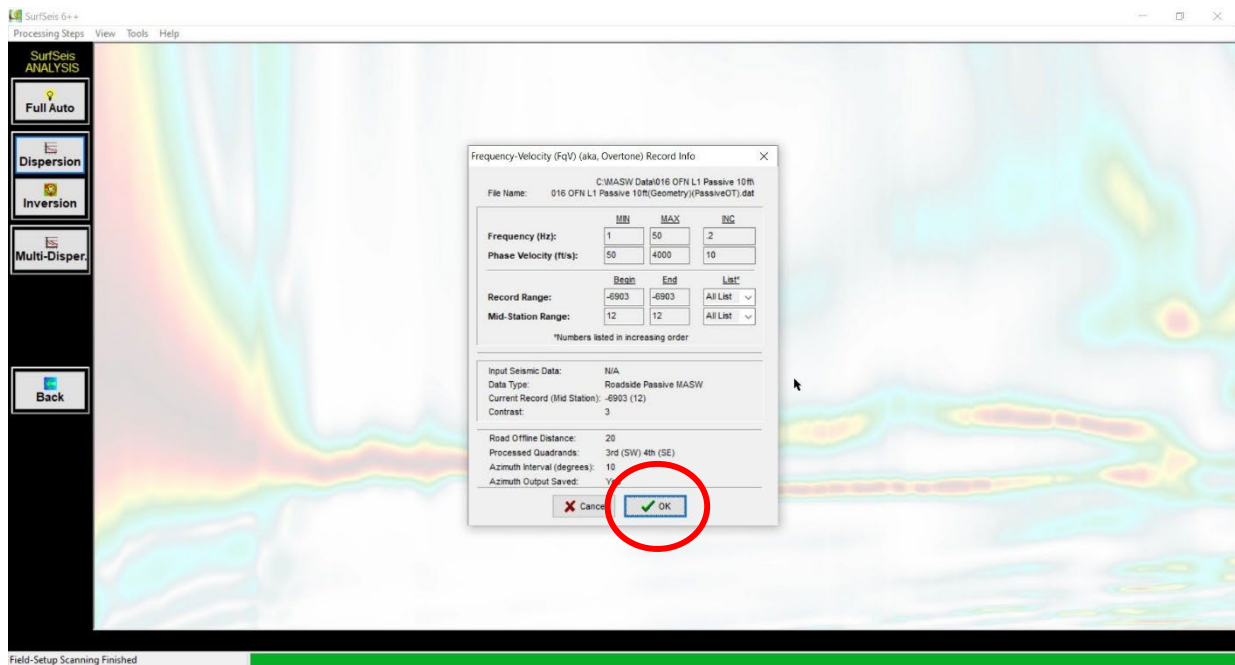 SurfSeis 6++
Processing Steps View Tools Help
SurfSeis
ANALYSIS
Full Auto
Dispersion
Inversion
Multi-Disper.
Back
Frequency-Velocity (FqV) (aka, Overtone) Record Info
C:\MASW Data\016 OFN L1 Passive 10ft\
File Name: 016 OFN L1 Passive 10ft(Geometry)(PassiveOT).dat
MIN MAX INC
Frequency (Hz): 1 50 .2
Phase Velocity (ft/s): 50 4000 10
Begin End List*
Record Range: -6903 -6903 All List
Mid-Station Range: 12 12 All List
*Numbers listed in increasing order
Input Seismic Data: N/A
Data Type: Roadside Passive MASW
Current Record (Mid Station): -6903 (12)
Contrast: 3
Road Offline Distance: 20
Processed Quadrants: 3rd (SW) 4th (SE)
Azimuth Interval (degrees): 10
Azimuth Output Saved:
OK
Field-Setup Scanning Finished